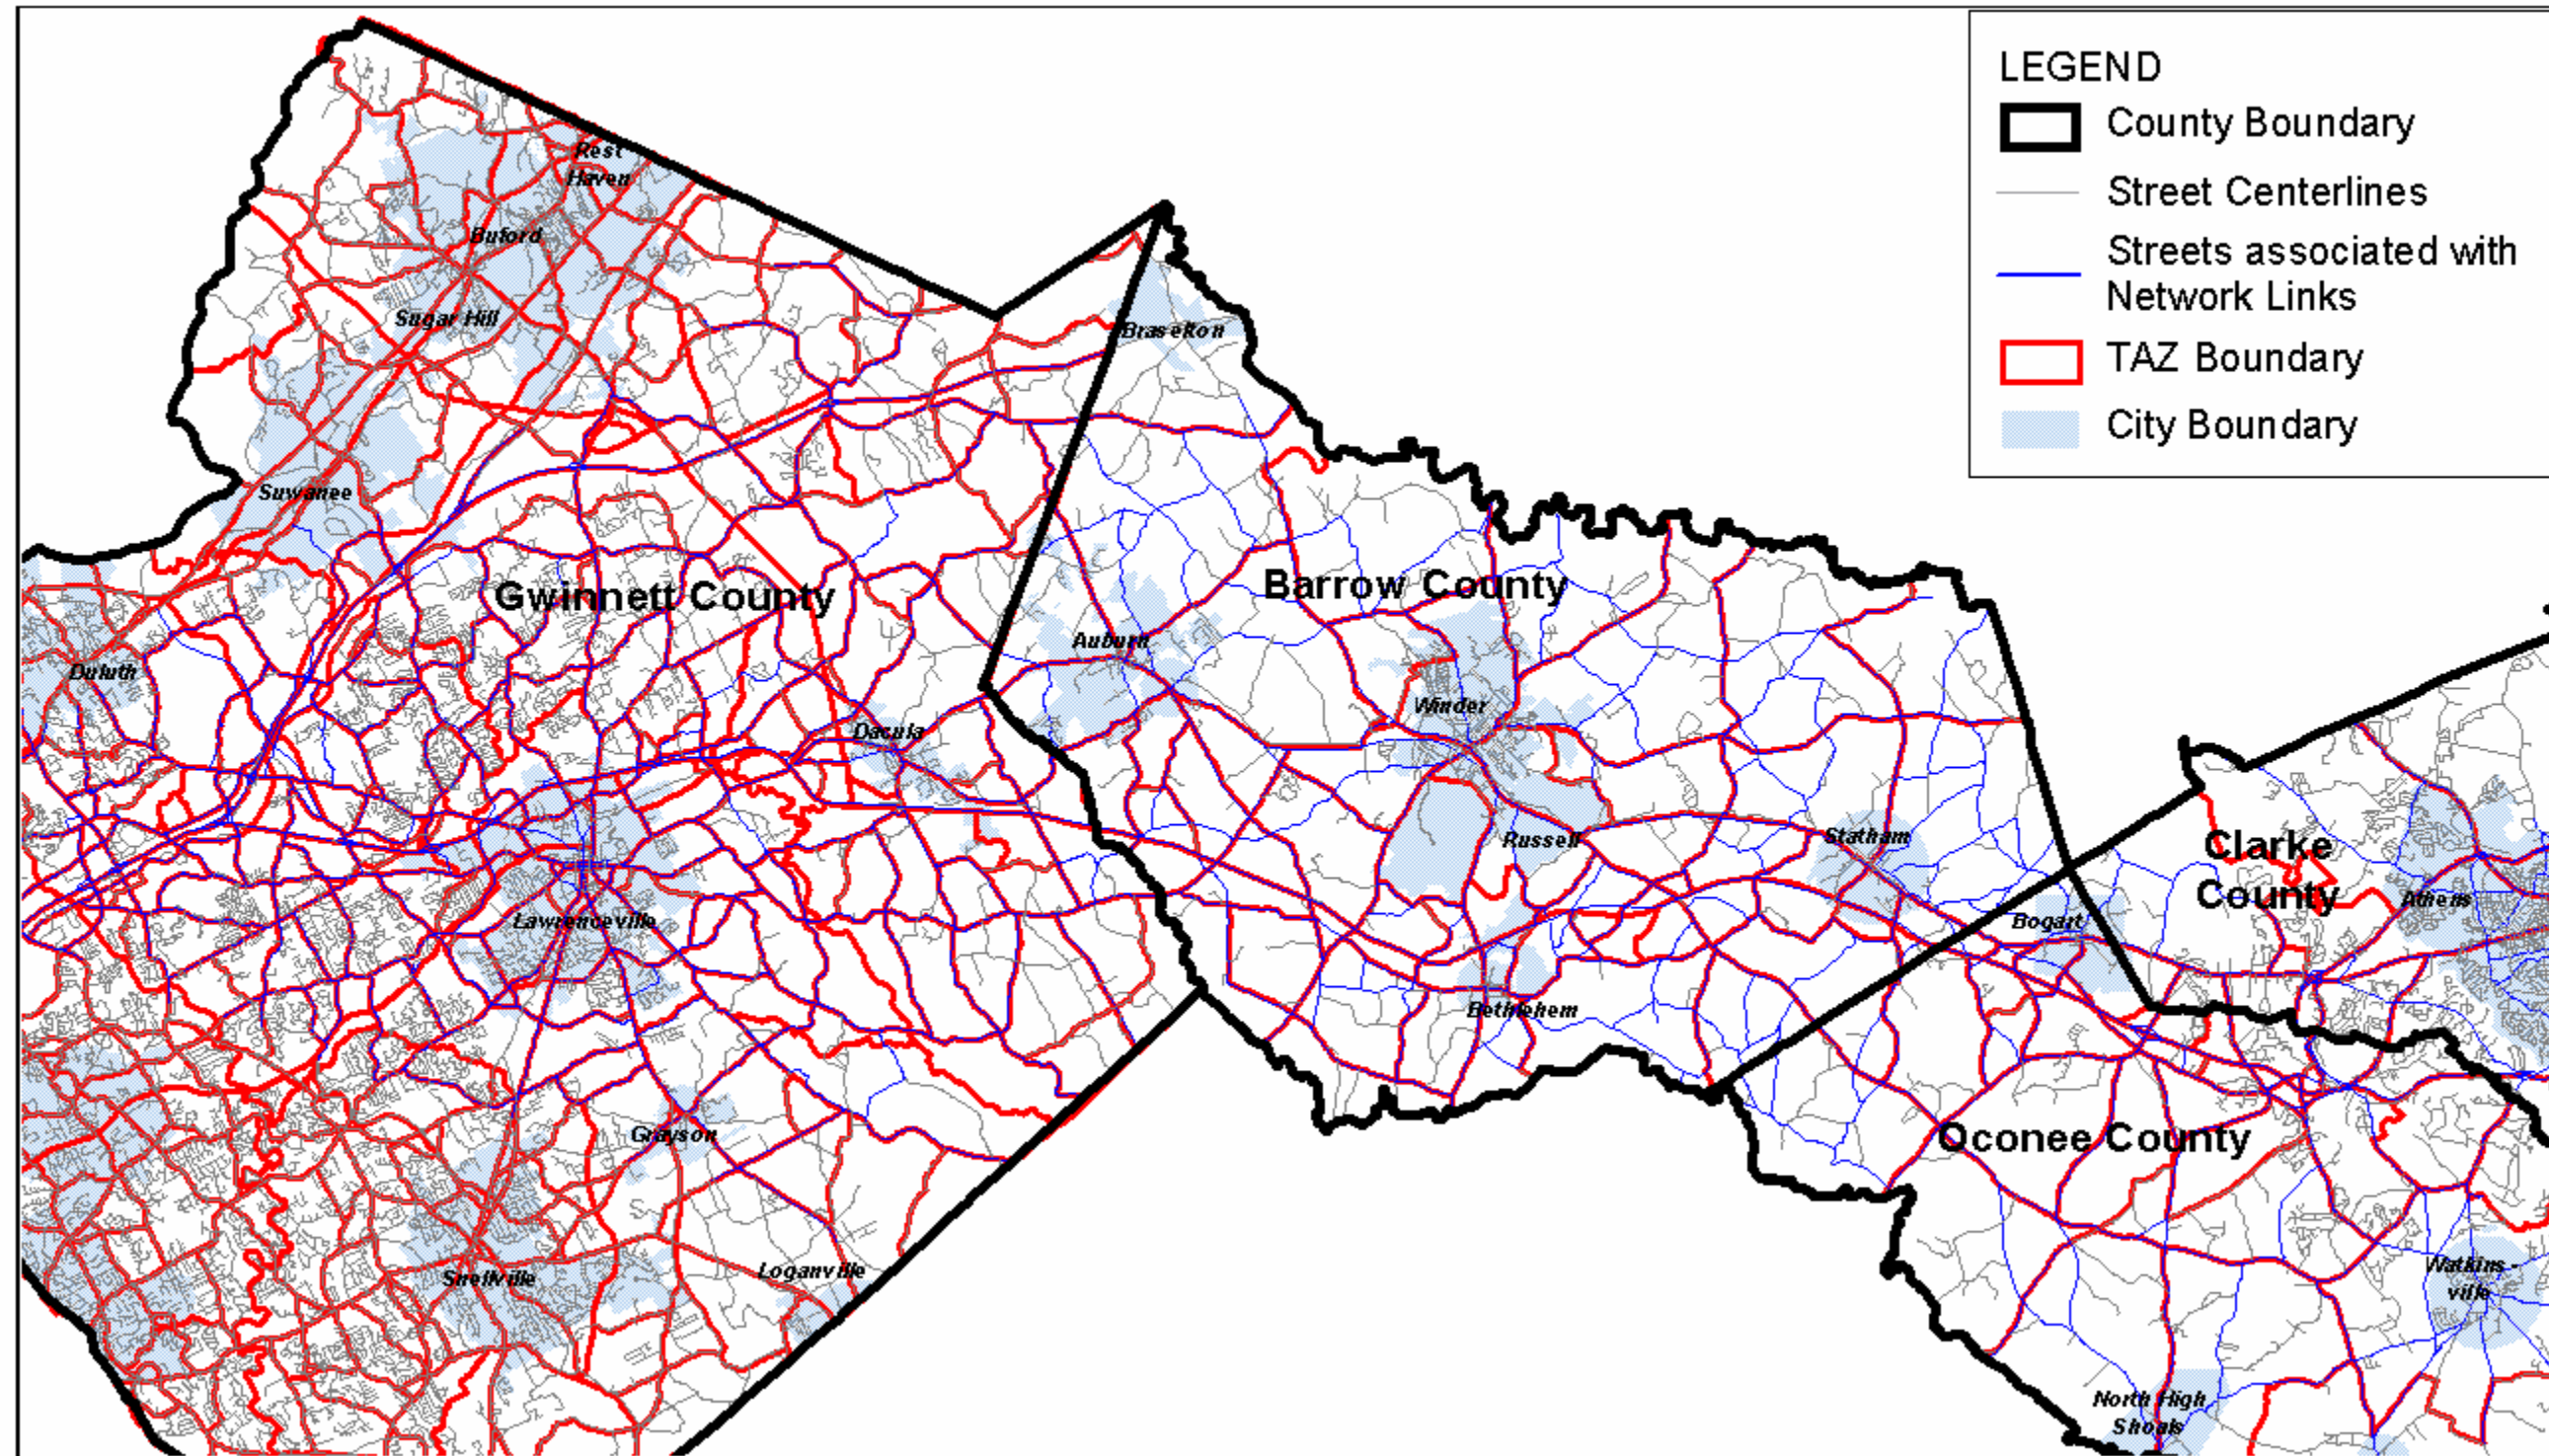 LEGEND
County Boundary
Street Centerlines
Streets associated with
Network Links
TAZ Boundary
City Boundary
Rest
Haven
Buford
Sugar Hill
Braselton
Suwanee
Gwinnett County
Barrow County
Auburn
Duluth
Winder
Dacula
Russell
Statham
Clarke
County
Athens
Bogart
Lawrenceville
Bethlehem
Grayson
Oconee County
Snellville
Loganville
Watkins-
ville
North High
Shoals